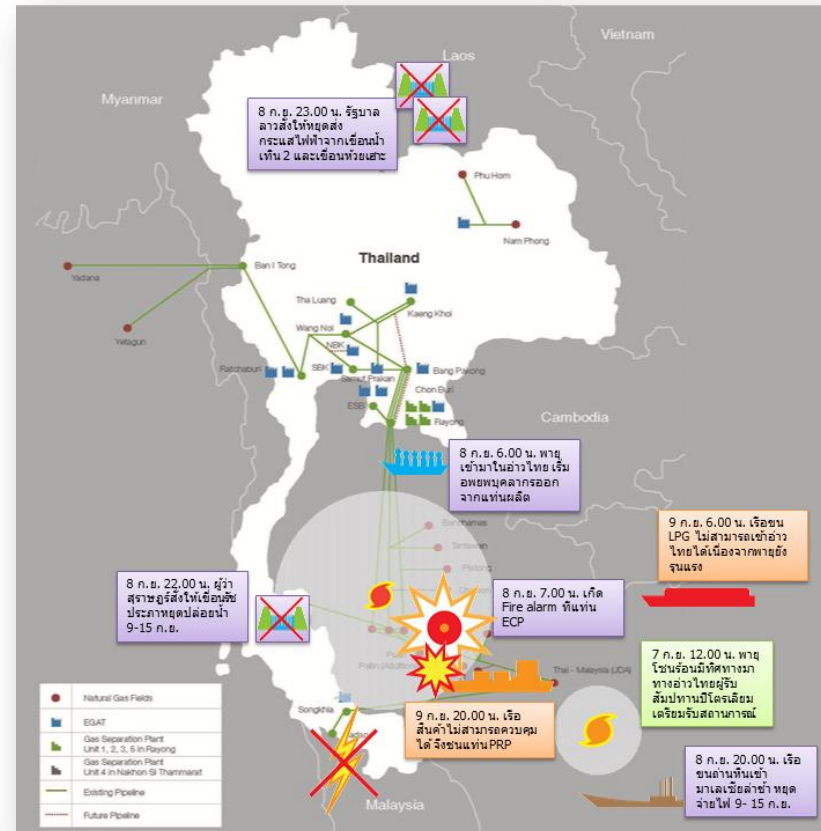 Vietnam
Laos
Myanmar
8 ก.ย. 23.00 น. รัฐบาล
ลาวสั่งให้หยุดส่ง
กระแสไฟฟ้าจากเขื่อนน้ำ
เทิน 2 และเขื่อนห้วยเฮาะ
Phu Horn
Nam Phong
Thailand
Ban I Tong
Yadana
Yetagun
Tha Luang
Kaeng Khoi
Wang Noi
NBK
Ratchaburi
SBK
Samut Prakan
Bang Pakong
Chon Buri
ESB
Rayong
Cambodia
8 ก.ย. 6.00 น. พายุ
เข้ามาในอ่าวไทย เริ่ม
อพยพบุคลากรออก
จากแท่นผลิต
Benchamas
Tantawan
Platong
9 ก.ย. 6.00 น. เรือขน
LPG ไม่สามารถเข้าอ่าว
ไทยได้เนื่องจากพายุยัง
รุนแรง
8 ก.ย. 22.00 น. ผู้ว่า
สุราษฎร์สั่งให้เขื่อนรัช
ประภาหยุดปล่อยน้ำ
9-15 ก.ย.
8 ก.ย. 7.00 น. เกิด
Fire alarm ที่แท่น
ECP
7 ก.ย. 12.00 น. พายุ
โซนร้อนมีทิศทางมา
ทางอ่าวไทยผู้รับ
สัมปทานปิโตรเลียม
เตรียมรับสถานการณ์
Thai - Malaysia (JDA)
Songkhla
9 ก.ย. 20.00 น. เรือ
สินค้าไม่สามารถควบคุม
ได้ จึงชนแท่น PRP
8 ก.ย. 20.00 น. เรือ
ขนถ่านหินเข้า
มาเลเซียล่าช้า หยุด
จ่ายไฟ 9- 15 ก.ย.
Malaysia
Natural Gas Fields
EGAT
Gas Separation Plant
Unit 1, 2, 3, 5 in Rayong
Gas Separation Plant
Unit 4 in Nakhon Si Thammarat
Existing Pipeline
Future Pipeline